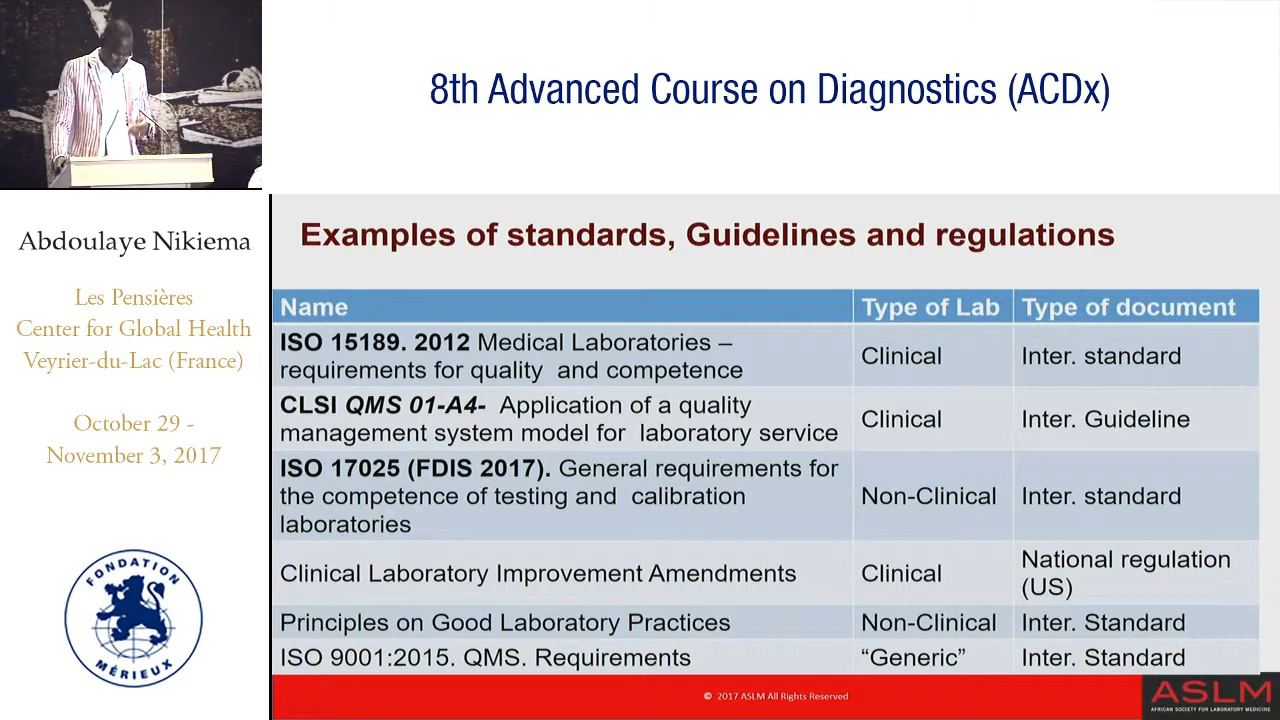 8th Advanced Course on Diagnostics (ACDx)
Abdoulaye Nikiema
Les Pensières
Center for Global Health
Veyrier-du-Lac (France)
October 29 -
November 3, 2017
FONDATION
MÉRIEUX
Examples of standards, Guidelines and regulations
Name Type of Lab Type of document
ISO 15189. 2012 Medical Laboratories –
requirements for quality and competence
Clinical
Inter. standard
CLSI QMS 01-A4- Application of a quality
management system model for laboratory service
Clinical
Inter. Guideline
ISO 17025 (FDIS 2017). General requirements for
the competence of testing and calibration
laboratories
Non-Clinical
Inter. standard
Clinical Laboratory Improvement Amendments
Clinical
National regulation
(US)
Principles on Good Laboratory Practices Non-Clinical Inter. Standard
ISO 9001:2015. QMS. Requirements “Generic” Inter. Standard
© 2017 ASLM All Rights Reserved
ASLM
AFRICAN SOCIETY FOR LABORATORY MEDICINE